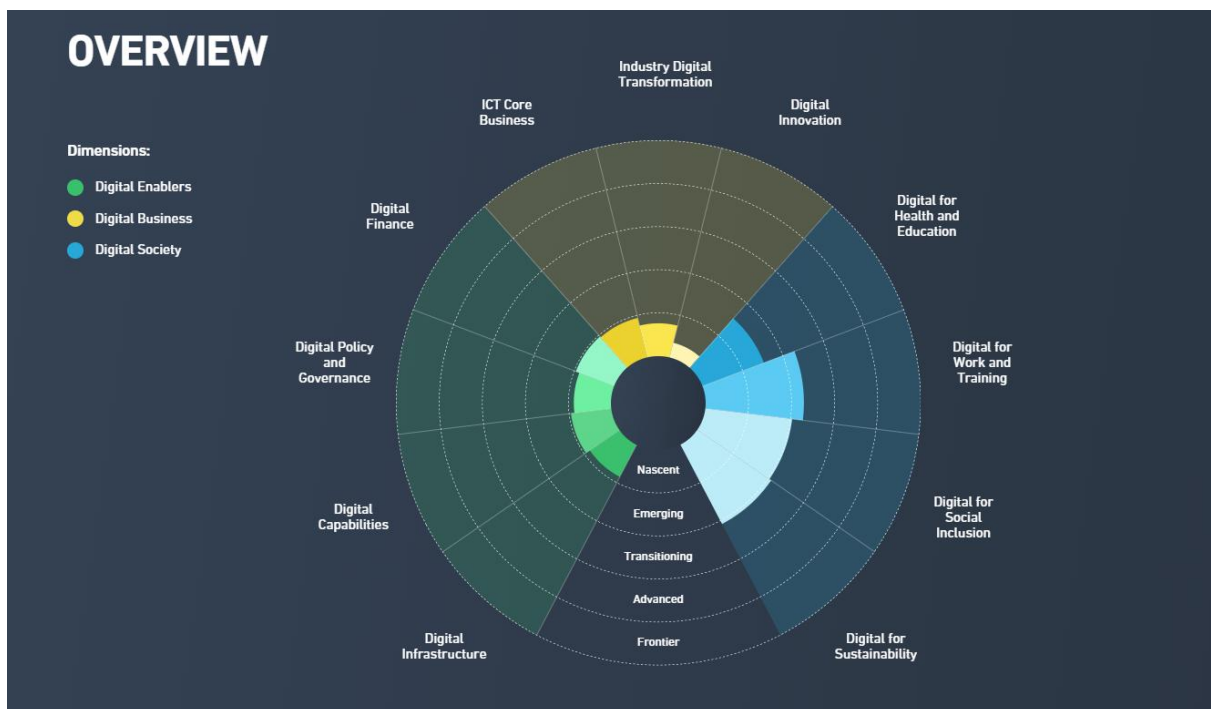 OVERVIEW
Dimensions:
Digital Enablers
Digital Business
Digital Society
Industry Digital
Transformation
ICT Core
Business
Digital
Innovation
Digital
Finance
Digital for
Health and
Education
Digital Policy
and
Governance
Digital for
Work and
Training
Digital
Capabilities
Digital for
Social
Inclusion
Digital
Infrastructure
Digital for
Sustainability
Nascent
Emerging
Transitioning
Advanced
Frontier